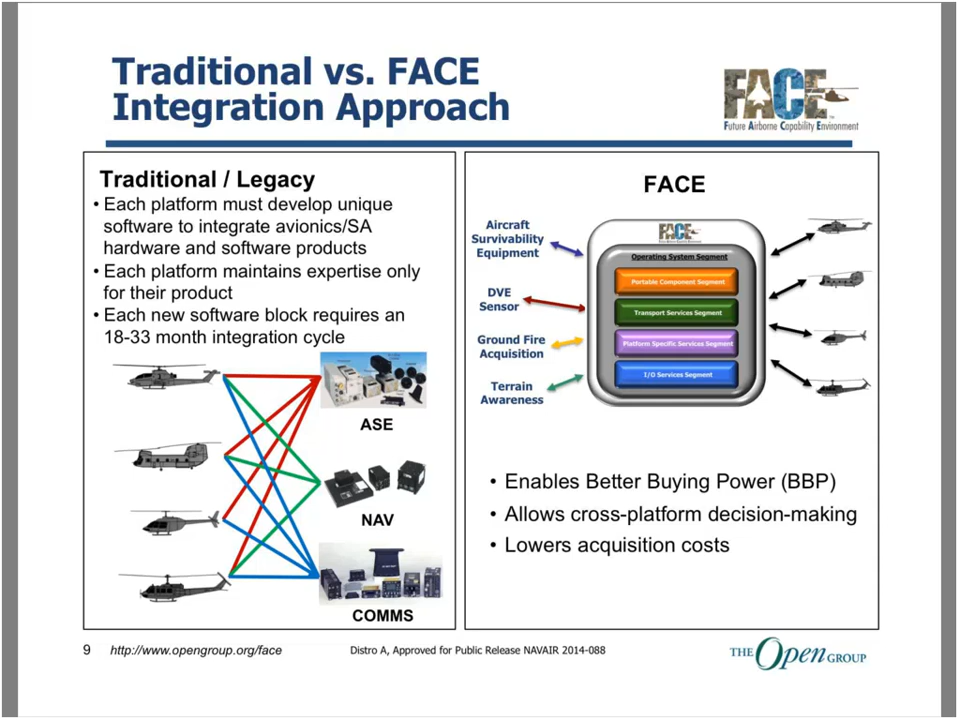 Traditional vs. FACE
Integration Approach
FACE™
Future Airborne Capability Environment
Traditional / Legacy
• Each platform must develop unique
software to integrate avionics/SA
hardware and software products
• Each platform maintains expertise only
for their product
• Each new software block requires an
18-33 month integration cycle
ASE
NAV
COMMS
FACE
Aircraft
Survivability
Equipment
DVE
Sensor
Ground Fire
Acquisition
Terrain
Awareness
FACE
Operating System Segment
Portable Component Segment
Transport Services Segment
Platform Specific Services Segment
I/O Services Segment
• Enables Better Buying Power (BBP)
• Allows cross-platform decision-making
• Lowers acquisition costs
9 http://www.opengroup.org/face
Distro A, Approved for Public Release NAVAIR 2014-088
THE Open GROUP